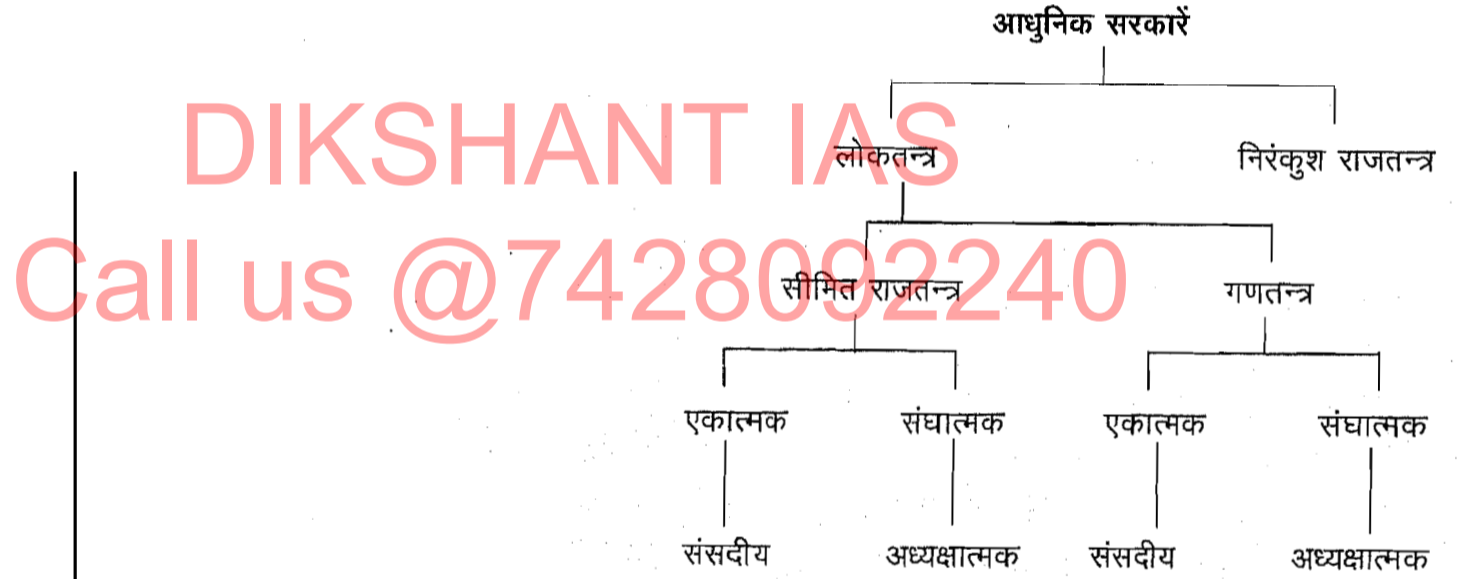 आधुनिक सरकारें
DIKSHANT IAS
लोकतन्त्र निरंकुश राजतन्त्र
Call us @7428092240
सीमित राजतन्त्र गणतन्त्र
एकात्मक संघात्मक एकात्मक संघात्मक
संसदीय अध्यक्षात्मक संसदीय अध्यक्षात्मक